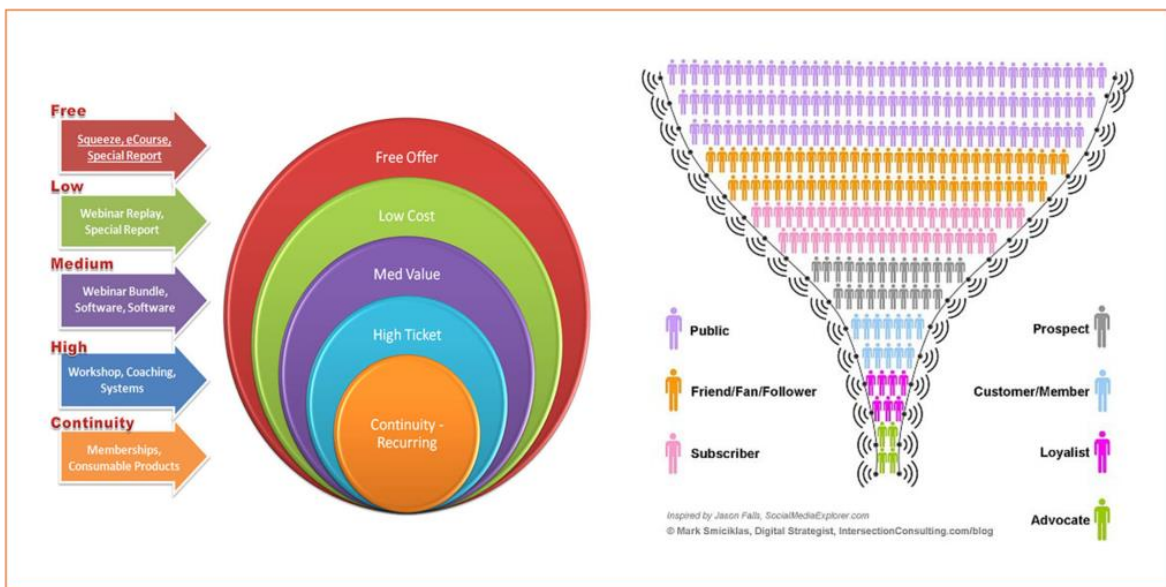 Free
Squeeze, eCourse,
Special Report
Low
Webinar Replay,
Special Report
Medium
Webinar Bundle,
Software, Software
High
Workshop, Coaching,
Systems
Continuity
Memberships,
Consumable Products
Free Offer
Low Cost
Med Value
High Ticket
Continuity -
Recurring
Public
Friend/Fan/Follower
Subscriber
Prospect
Customer/Member
Loyalist
Advocate
Inspired by Jason Falls, SocialMediaExplorer.com
© Mark Smiciklas, Digital Strategist, IntersectionConsulting.com/blog